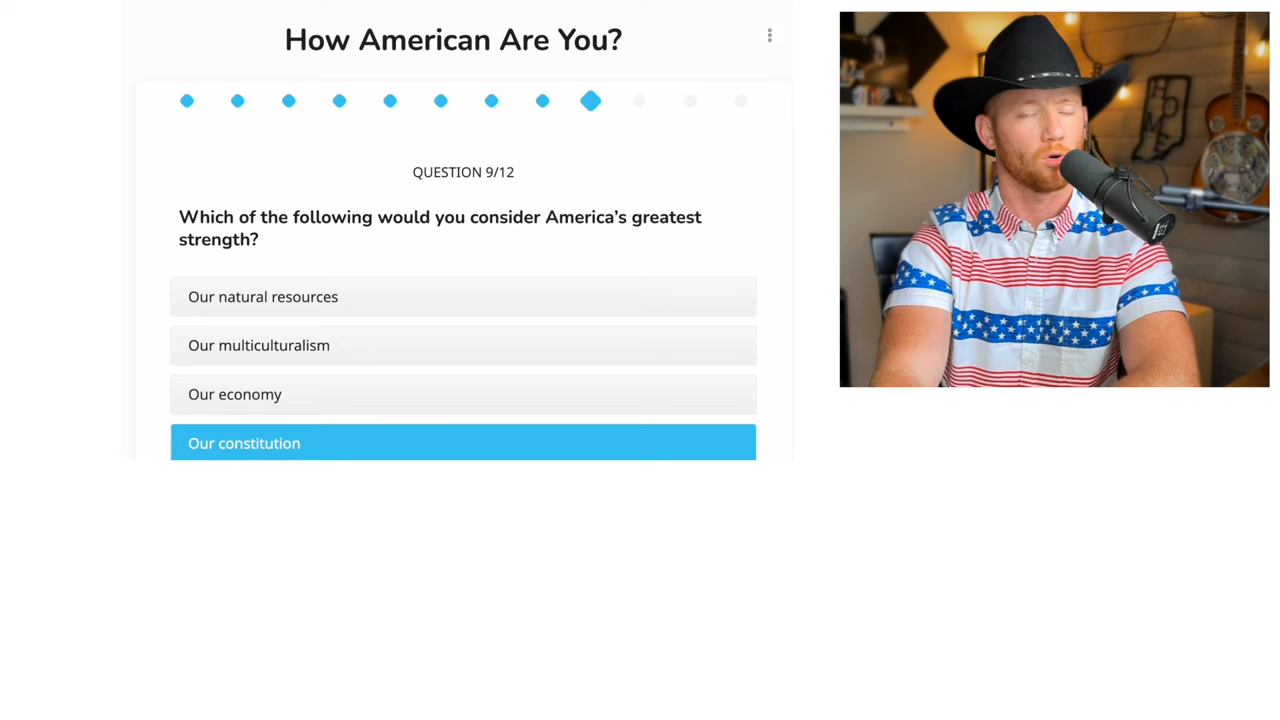 How American Are You?
QUESTION 9/12
Which of the following would you consider America’s greatest
strength?
Our natural resources
Our multiculturalism
Our economy
Our constitution